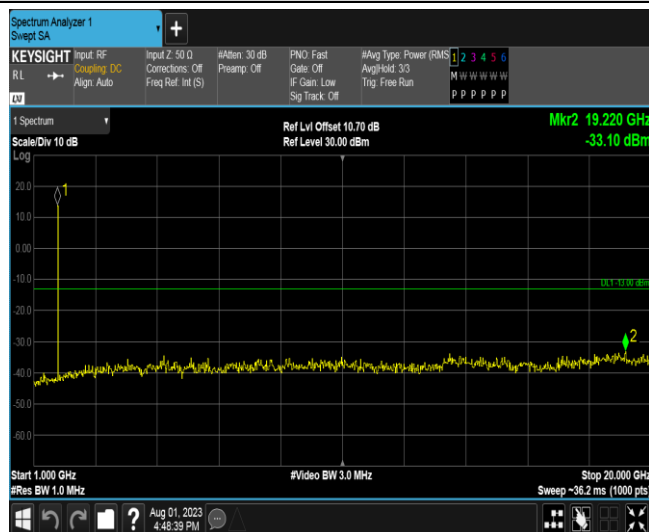 Spectrum Analyzer 1
Swept SA
+
KEYSIGHT Input: RF Input Z: 50 Ω #Atten: 30 dB PNO: Fast #Avg Type: Power (RMS 1 2 3 4 5 6
RL Coupling: DC Corrections: Off Preamp: Off Gate: Off Avg|Hold: 3/3 M W W W W W
Align: Auto Freq Ref: Int (S) IF Gain: Low Trig: Free Run
Sig Track: Off P P P P P P
LXI
1 Spectrum Ref Lvl Offset 10.70 dB Mkr2 19.220 GHz
Scale/Div 10 dB Ref Level 30.00 dBm -33.10 dBm
Log
1
20.0
10.0
0.00
-10.0
DL1 -13.00 dBm
-20.0
-30.0
2
-40.0
-50.0
-60.0
Start 1.000 GHz #Video BW 3.0 MHz Stop 20.000 GHz
#Res BW 1.0 MHz Sweep ~36.2 ms (1000 pts)
? Aug 01, 2023
4:48:39 PM